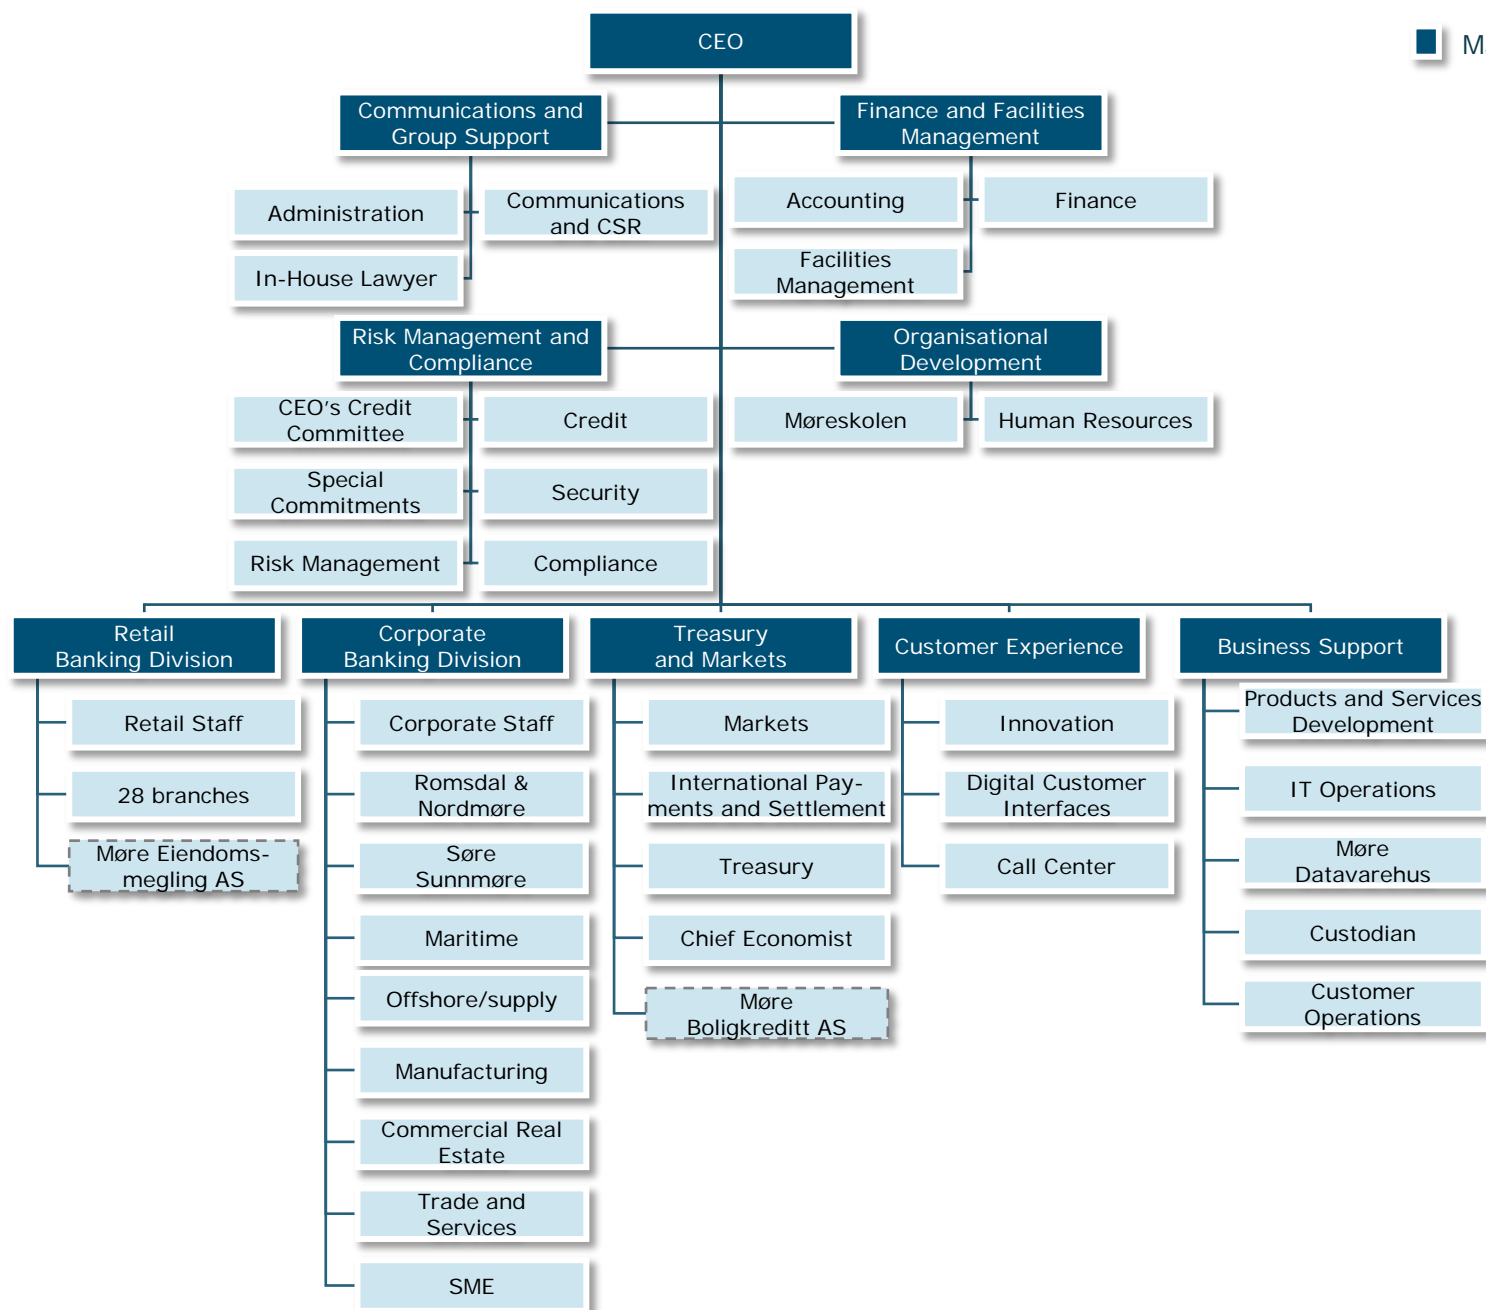 CEO
Communications and
Group Support
Finance and Facilities
Management
Administration
Communications
and CSR
In-House Lawyer
Accounting
Finance
Facilities
Management
Risk Management and
Compliance
Organisational
Development
CEO's Credit
Committee
Credit
Special
Commitments
Security
Risk Management
Compliance
Møreskolen
Human Resources
Retail
Banking Division
Retail Staff
28 branches
Møre Eiendoms-
megling AS
Corporate
Banking Division
Corporate Staff
Romsdal &
Nordmøre
Søre
Sunnmøre
Maritime
Offshore/supply
Manufacturing
Commercial Real
Estate
Trade and
Services
SME
Treasury
and Markets
Markets
International Pay-
ments and Settlement
Treasury
Chief Economist
Møre
Boligkreditt AS
Customer Experience
Innovation
Digital Customer
Interfaces
Call Center
Business Support
Products and Services
Development
IT Operations
Møre
Datavarehus
Custodian
Customer
Operations